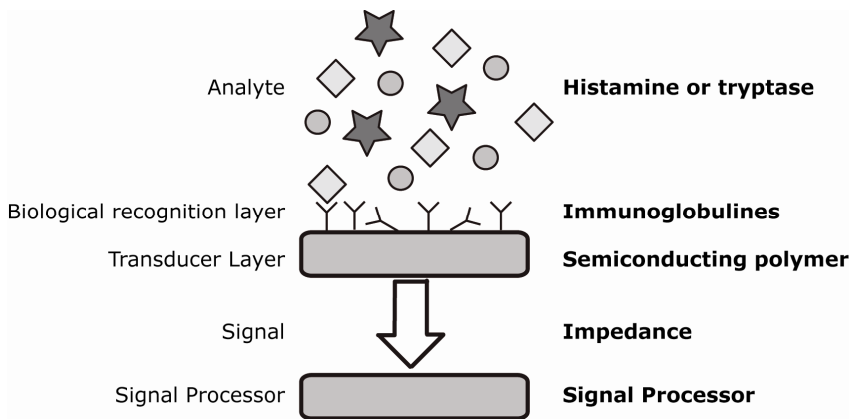 Analyte Histamine or tryptase
Biological recognition layer Immunoglobulines
Transducer Layer Semiconducting polymer
Signal Impedance
Signal Processor Signal Processor